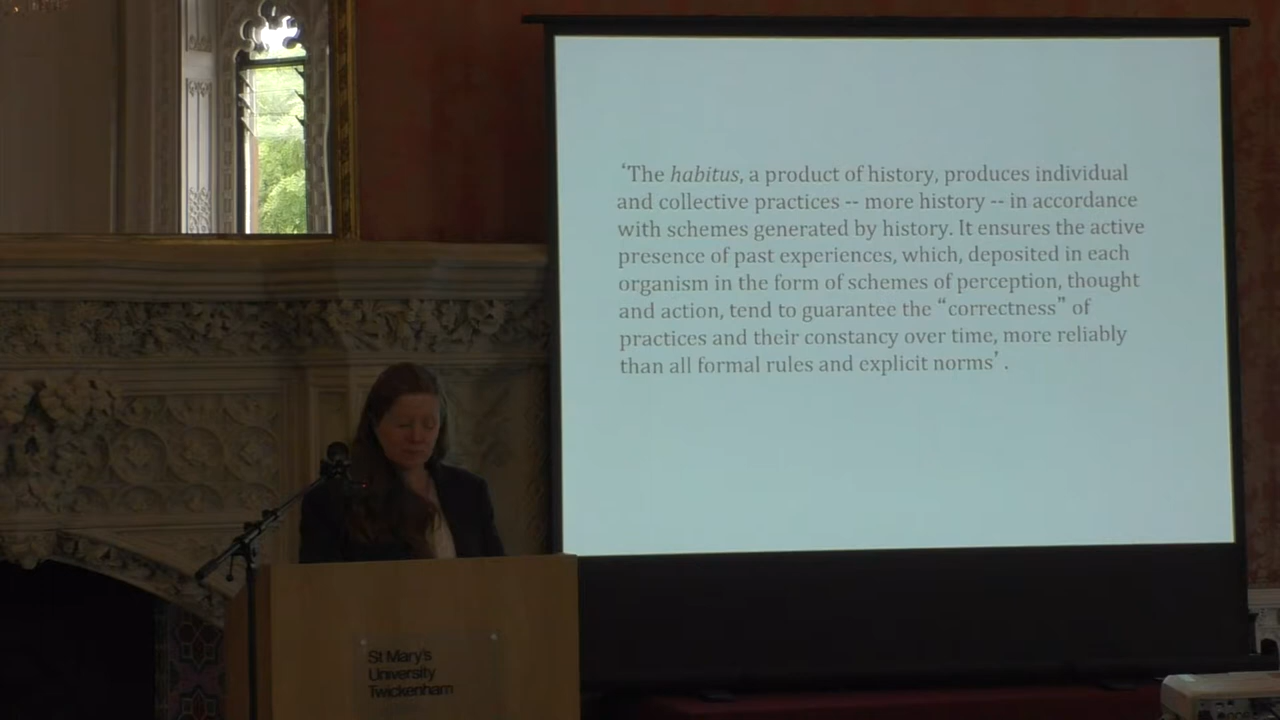 ‘The habitus, a product of history, produces individual
and collective practices -- more history -- in accordance
with schemes generated by history. It ensures the active
presence of past experiences, which, deposited in each
organism in the form of schemes of perception, thought
and action, tend to guarantee the “correctness” of
practices and their constancy over time, more reliably
than all formal rules and explicit norms’ .
St Mary's
University
Twickenham